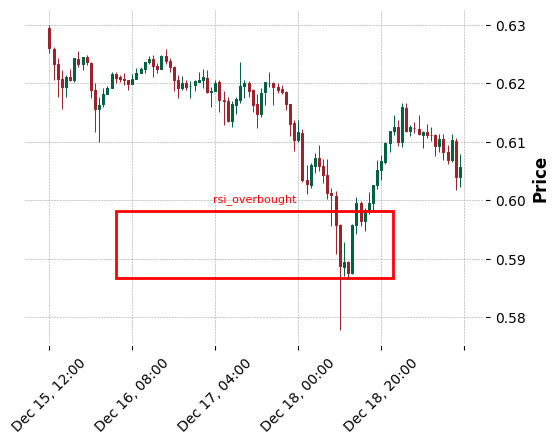 0.63
0.62
0.61
Price
rsi_overbought
0.60
0.59
0.58
Dec 15, 12:00
Dec 16, 08:00
Dec 17, 04:00
Dec 18, 00:00
Dec 18, 20:00